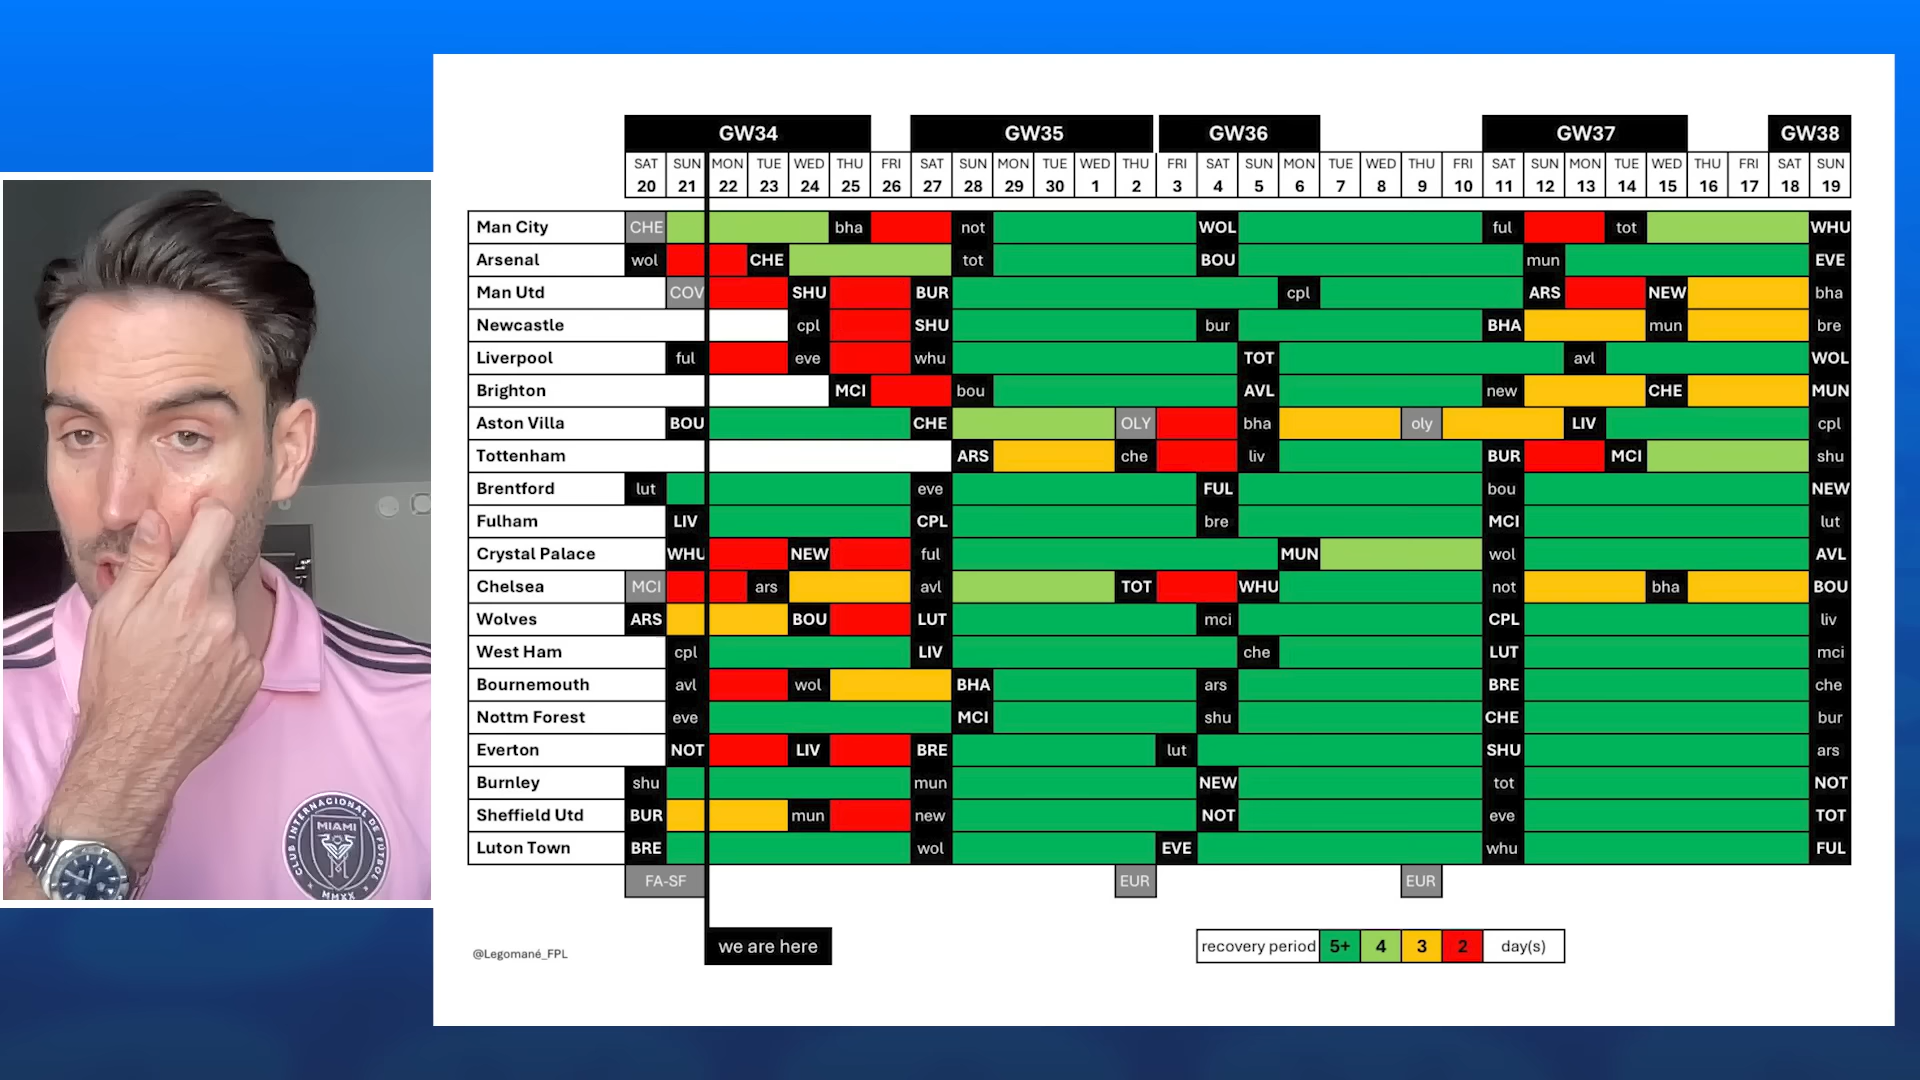 GW34 GW35 GW36 GW37 GW38
SAT SUN MON TUE WED THU FRI SAT SUN MON TUE WED THU FRI SAT SUN MON TUE WED THU FRI SAT SUN MON TUE WED THU FRI SAT SUN
20 21 22 23 24 25 26 27 28 29 30 1 2 3 4 5 6 7 8 9 10 11 12 13 14 15 16 17 18 19
Man City CHE bha not WOL ful tot WHU
Arsenal wol CHE tot BOU mun EVE
Man Utd COV SHU BUR cpl ARS NEW bha
Newcastle cpl SHU bur BHA mun bre
Liverpool ful eve whu TOT avl WOL
Brighton MCI bou AVL new CHE MUN
Aston Villa BOU CHE OLY bha oly LIV cpl
Tottenham ARS che liv BUR MCI shu
Brentford lut eve FUL bou NEW
Fulham LIV CPL bre MCI lut
Crystal Palace WHU NEW ful MUN wol AVL
Chelsea MCI ars avl TOT WHU not bha BOU
Wolves ARS BOU LUT mci CPL liv
West Ham cpl LIV che LUT mci
Bournemouth avl wol BHA ars BRE che
Nottm Forest eve MCI shu CHE bur
Everton NOT LIV BRE lut SHU ars
Burnley shu mun NEW tot NOT
Sheffield Utd BUR mun new NOT eve TOT
Luton Town BRE wol EVE whu FUL
FA-SF EUR EUR
we are here
@Legomané_FPL
recovery period 5+ 4 3 2 day(s)
CLUB INTERNACIONAL DE FÚTBOL
MIAMI
MMXX